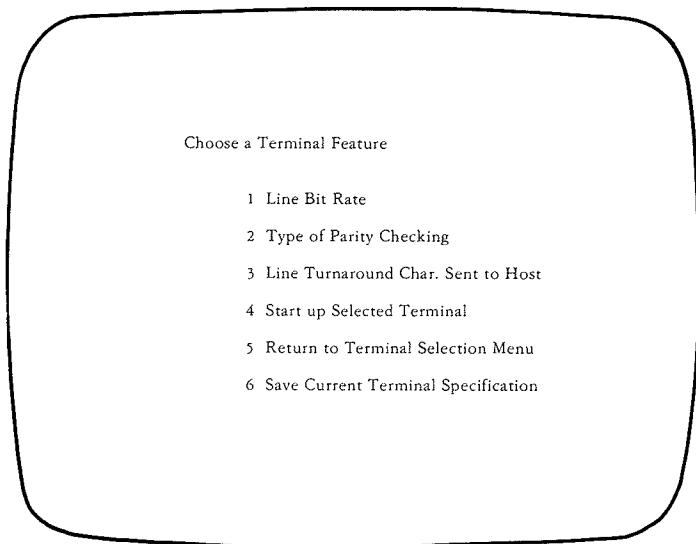 Choose a Terminal Feature
1 Line Bit Rate
2 Type of Parity Checking
3 Line Turnaround Char. Sent to Host
4 Start up Selected Terminal
5 Return to Terminal Selection Menu
6 Save Current Terminal Specification